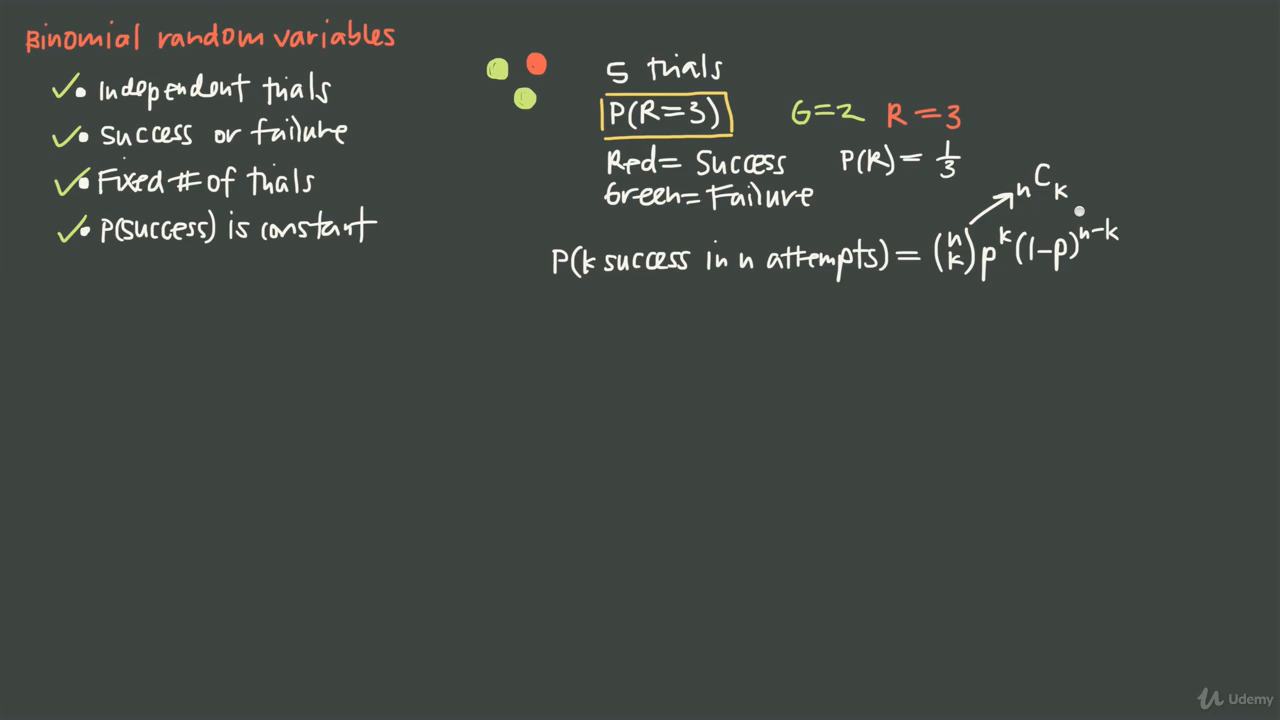 Binomial random variables
• Independent trials
• Success or failure
• Fixed # of trials
• P(success) is constant
5 trials
P(R=3) G=2 R=3
Red= Success P(R)= 1/3
Green= Failure
nCk
P(k success in n attempts) = (n k) p^k (1-p)^n-k
Udemy